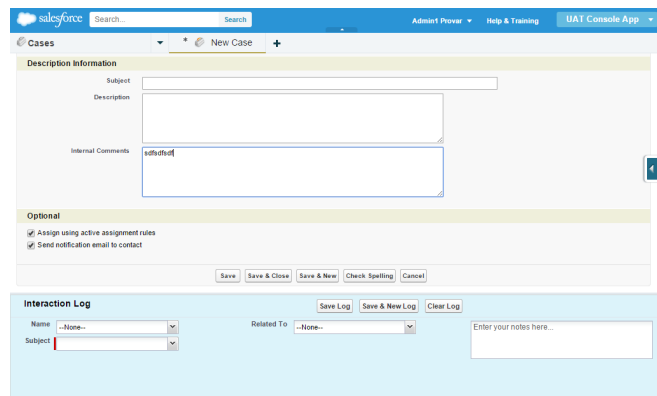 salesforce Search... Search Admin1 Provar Help & Training UAT Console App
Cases * New Case +
Description Information
Subject
Description
Internal Comments sdfsdfsdf
Optional
Assign using active assignment rules
Send notification email to contact
Save Save & Close Save & New Check Spelling Cancel
Interaction Log Save Log Save & New Log Clear Log
Name --None-- Related To --None-- Enter your notes here...
Subject